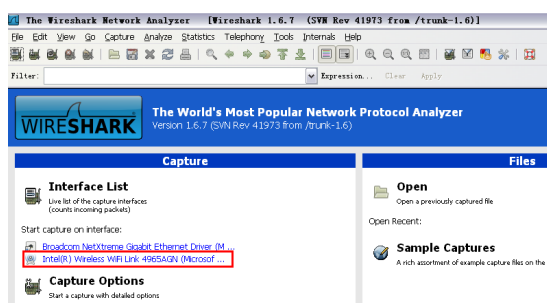 The Wireshark Network Analyzer [Wireshark 1.6.7 (SVN Rev 41973 from /trunk-1.6)]
File Edit View Go Capture Analyze Statistics Telephony Tools Internals Help
Filter: Expression... Clear Apply
WIRESHARK
The World's Most Popular Network Protocol Analyzer
Version 1.6.7 (SVN Rev 41973 from /trunk-1.6)
Capture
Interface List
Live list of the capture interfaces
(counts incoming packets)
Start capture on interface:
Broadcom NetXtreme Gigabit Ethernet Driver (M ...
Intel(R) Wireless WiFi Link 4965AGN (Microsof ...
Capture Options
Start a capture with detailed options
Files
Open
Open a previously captured file
Open Recent:
Sample Captures
A rich assortment of example capture files on the